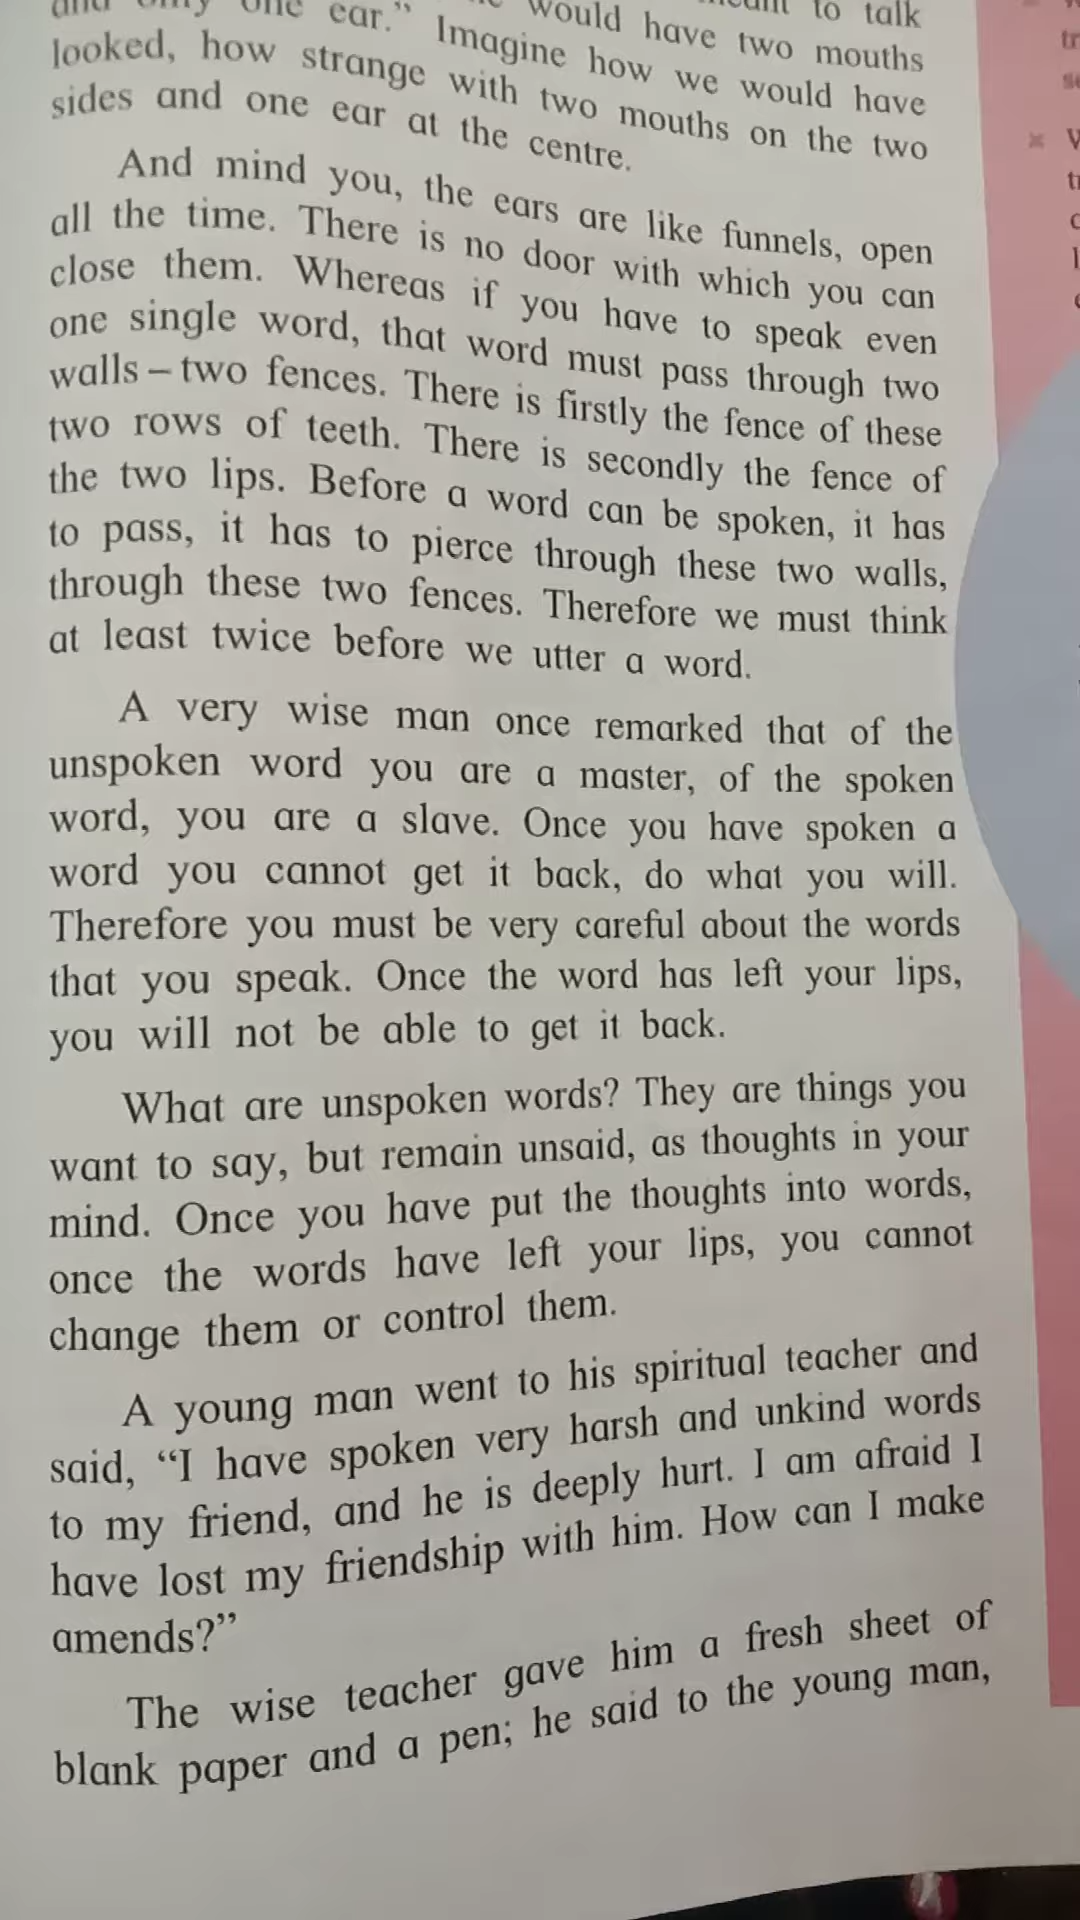 only one ear." would have two mouths to talk
looked, how strange Imagine how we would have
sides and one ear at the centre. with two mouths on the two
And mind you, the ears are like funnels, open
all the time. There is no door with which you can
close them. Whereas if you have to speak even
one single word, that word must pass through two
walls – two fences. There is firstly the fence of these
two rows of teeth. There is secondly the fence of
the two lips. Before a word can be spoken, it has
to pass, it has to pierce through these two walls,
through these two fences. Therefore we must think
at least twice before we utter a word.
A very wise man once remarked that of the
unspoken word you are a master, of the spoken
word, you are a slave. Once you have spoken a
word you cannot get it back, do what you will.
Therefore you must be very careful about the words
that you speak. Once the word has left your lips,
you will not be able to get it back.
What are unspoken words? They are things you
want to say, but remain unsaid, as thoughts in your
mind. Once you have put the thoughts into words,
once the words have left your lips, you cannot
change them or control them.
A young man went to his spiritual teacher and
said, “I have spoken very harsh and unkind words
to my friend, and he is deeply hurt. I am afraid I
have lost my friendship with him. How can I make
amends?”
The wise teacher gave him a fresh sheet of
blank paper and a pen; he said to the young man,